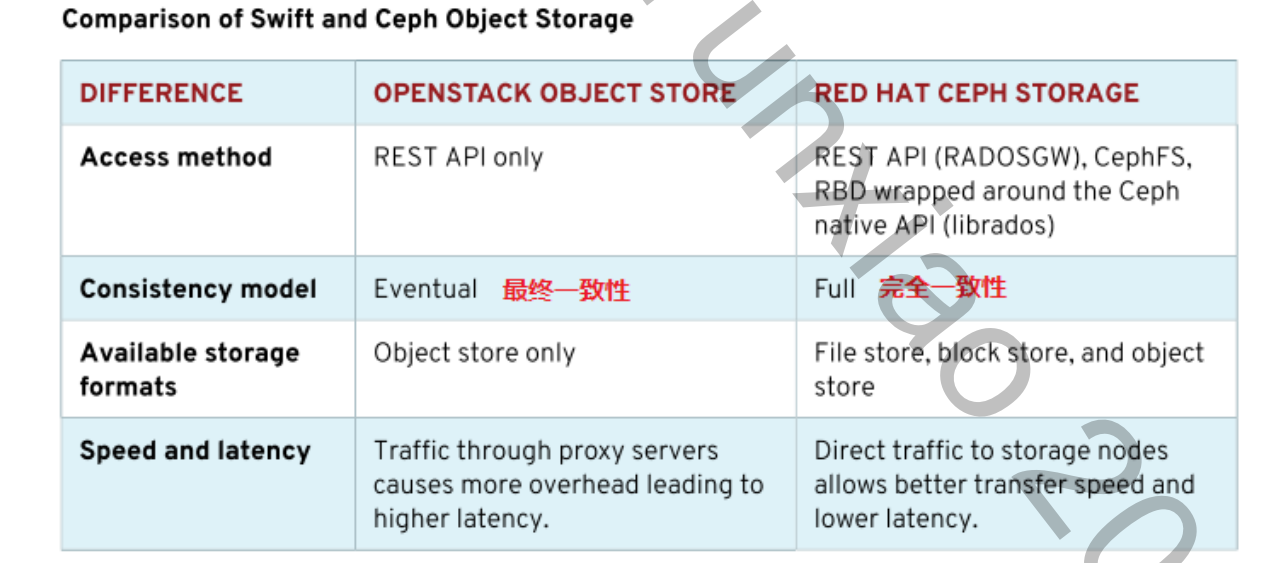 Comparison of Swift and Ceph Object Storage
DIFFERENCE OPENSTACK OBJECT STORE RED HAT CEPH STORAGE
Access method REST API only REST API (RADOSGW), CephFS,
RBD wrapped around the Ceph
native API (librados)
Consistency model Eventual 最终一致性 Full 完全一致性
Available storage Object store only File store, block store, and object
formats store
Speed and latency Traffic through proxy servers Direct traffic to storage nodes
causes more overhead leading to allows better transfer speed and
higher latency. lower latency.